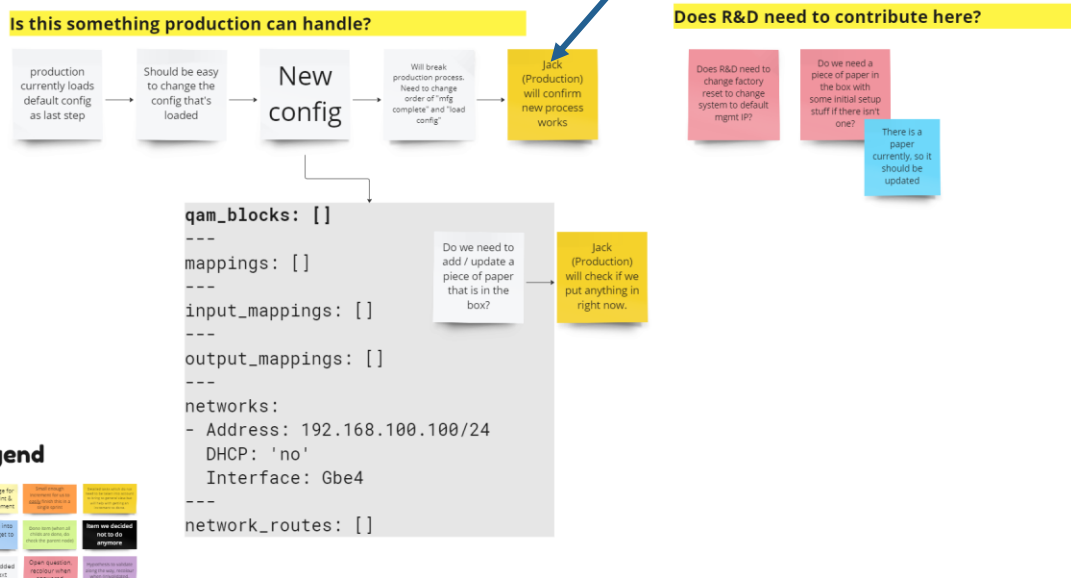 Is this something production can handle?
Does R&D need to contribute here?
production
currently loads
default config
as last step
Should be easy
to change the
config that's
loaded
New
config
Will break
production process.
Need to change
order of "mfg
complete" and "load
config"
Jack
(Production)
will confirm
new process
works
Does R&D need to
change factory
reset to change
system to default
mgmt IP?
Do we need a
piece of paper in
the box with
some initial setup
stuff if there isn't
one?
There is a
paper
currently, so it
should be
updated
qam_blocks: []
---
mappings: []
---
input_mappings: []
---
output_mappings: []
---
networks:
- Address: 192.168.100.100/24
DHCP: 'no'
Interface: Gbe4
---
network_routes: []
Do we need to
add / update a
piece of paper
that is in the
box?
Jack
(Production)
will check if we
put anything in
right now.
gend
Item we decided
not to do
anymore
Open question,
recolour when